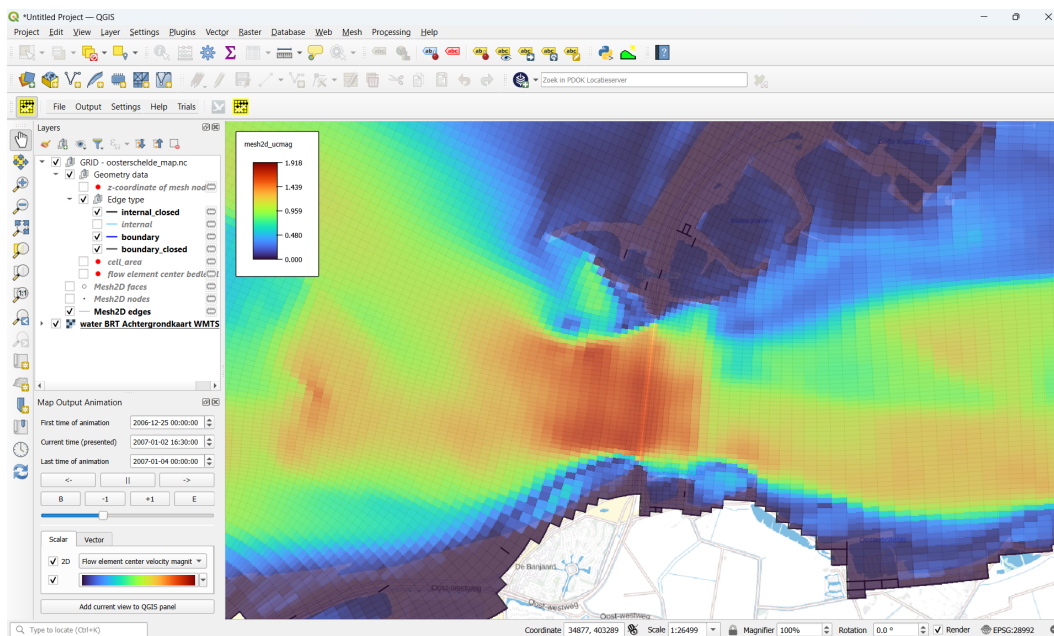 *Untitled Project — QGIS
Project Edit View Layer Settings Plugins Vector Raster Database Web Mesh Processing Help
Zoek in PDOK Locatieserver
File Output Settings Help Trials
Layers
GRID - oosterschelde_map.nc
Geometry data
z-coordinate of mesh nod
Edge type
internal_closed
internal
boundary
boundary_closed
cell_area
flow element center bedl
Mesh2D faces
Mesh2D nodes
Mesh2D edges
water BRT Achtergrondkaart WMTS
mesh2d_ucmag
1.918
1.439
0.959
0.480
0.000
Map Output Animation
First time of animation 2006-12-25 00:00:00
Current time (presented) 2007-01-02 16:30:00
Last time of animation 2007-01-04 00:00:00
<- || ->
B -1 +1 E
Scalar Vector
2D Flow element center velocity magnit
Add current view to QGIS panel
De Banjaard
Oost-westweg
Oost-westweg
Oost-westweg
Type to locate (Ctrl+K)
Coordinate 34877, 403289 Scale 1:26499 Magnifier 100% Rotation 0.0 ° Render EPSG:28992